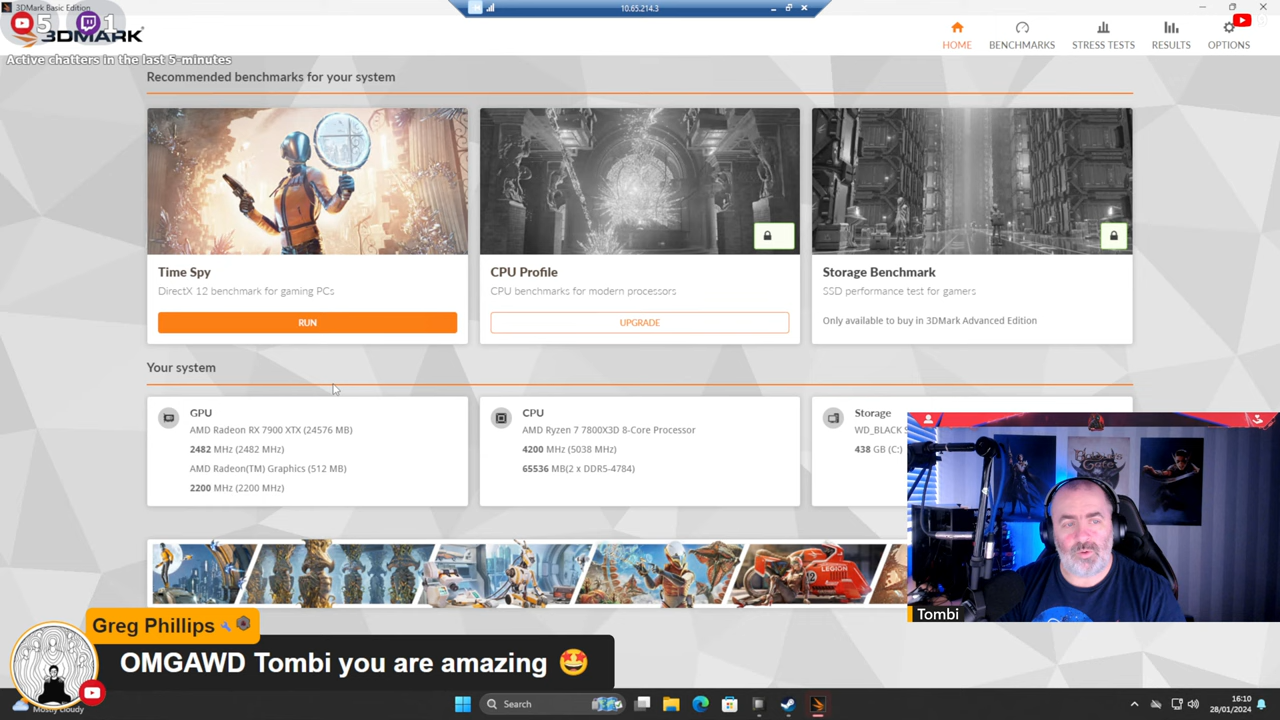 3DMark Basic Edition
10.65.214.3
5
1
3DMARK
Active chatters in the last 5-minutes
HOME
BENCHMARKS
STRESS TESTS
RESULTS
OPTIONS
Recommended benchmarks for your system
Time Spy
DirectX 12 benchmark for gaming PCs
RUN
CPU Profile
CPU benchmarks for modern processors
UPGRADE
Storage Benchmark
SSD performance test for gamers
Only available to buy in 3DMark Advanced Edition
Your system
GPU
AMD Radeon RX 7900 XTX (24576 MB)
2482 MHz (2482 MHz)
AMD Radeon(TM) Graphics (512 MB)
2200 MHz (2200 MHz)
CPU
AMD Ryzen 7 7800X3D 8-Core Processor
4200 MHz (5038 MHz)
65536 MB(2 x DDR5-4784)
Storage
WD_BLACK
438 GB (C:)
LEGION
Tombi
Greg Phillips
OMGAWD Tombi you are amazing 🤩
Mostly cloudy
Search
16:10
28/01/2024